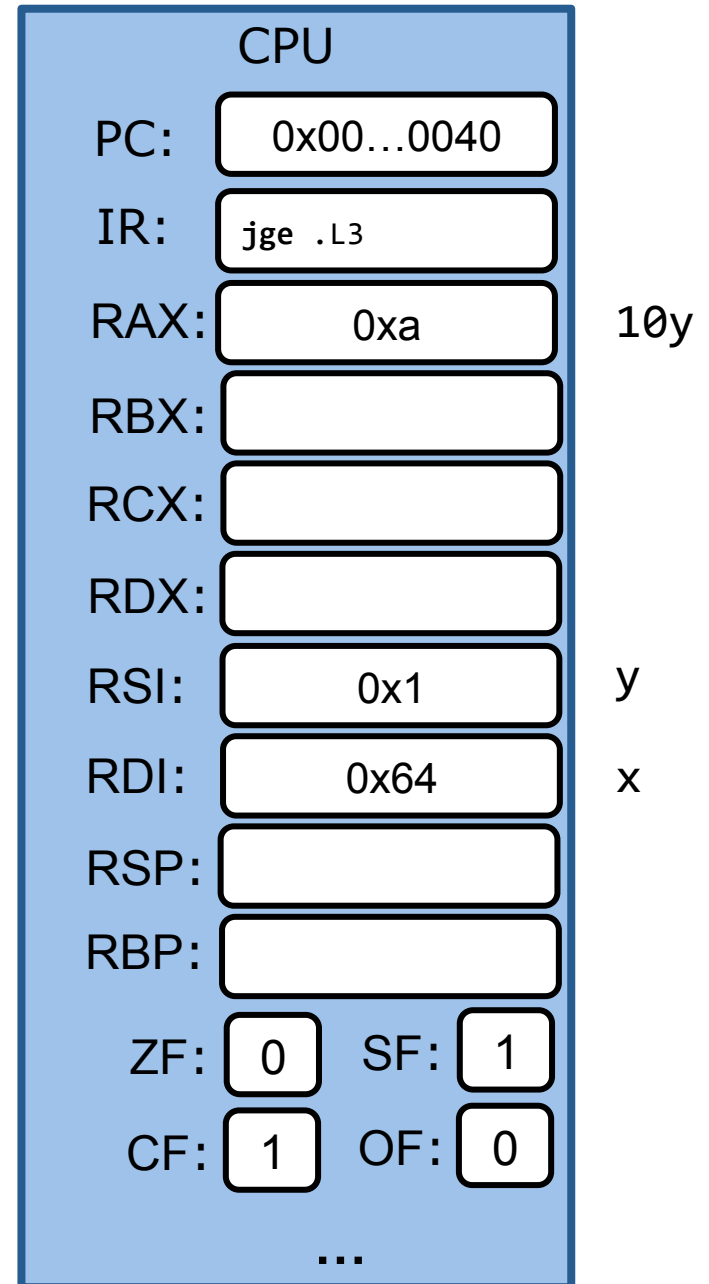 CPU
PC: 0x00…0040
IR: jge .L3
RAX: 0xa 10y
RBX:
RCX:
RDX:
RSI: 0x1 y
RDI: 0x64 x
RSP:
RBP:
ZF: 0 SF: 1
CF: 1 OF: 0
…